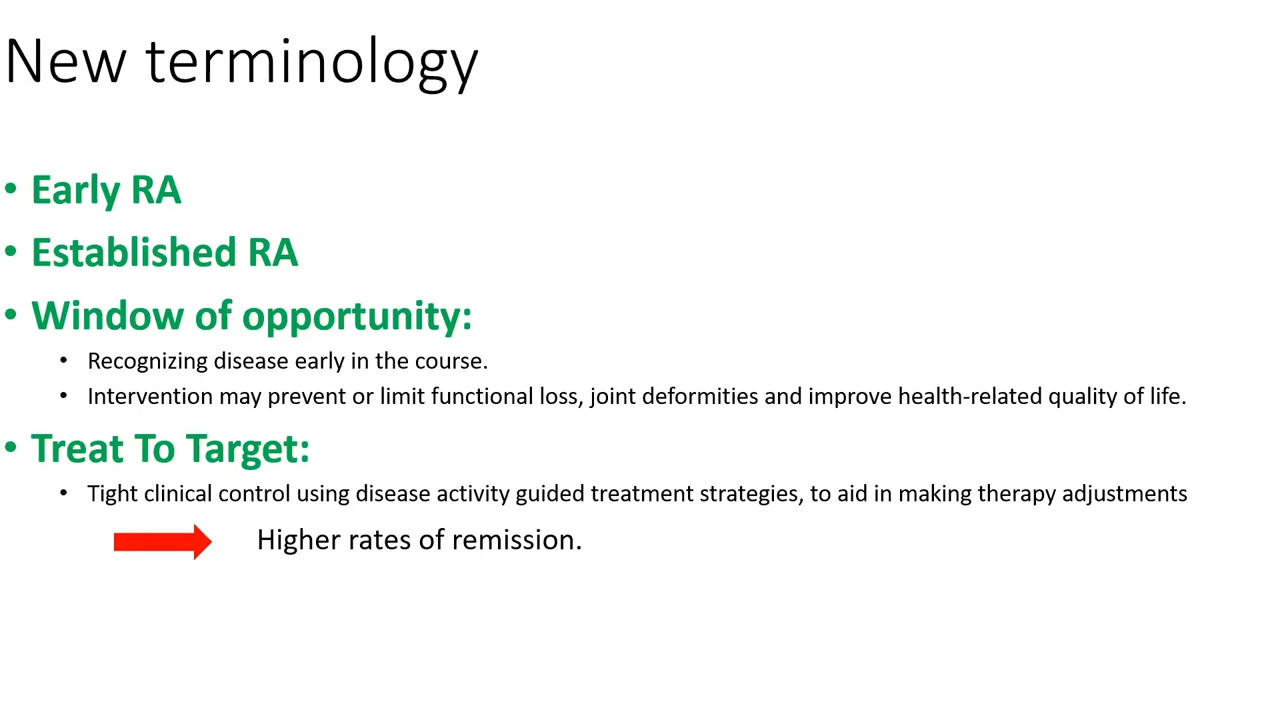 New terminology
• Early RA
• Established RA
• Window of opportunity:
• Recognizing disease early in the course.
• Intervention may prevent or limit functional loss, joint deformities and improve health-related quality of life.
• Treat To Target:
• Tight clinical control using disease activity guided treatment strategies, to aid in making therapy adjustments
Higher rates of remission.